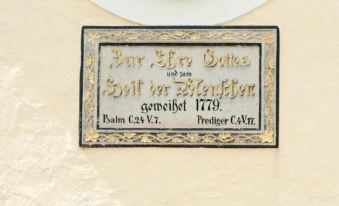 Zur Ehre Gottes
und zum
Heil der Menschen
geweihet 1779.
Psalm C.24 V.7. Prediger C.4.V.17.